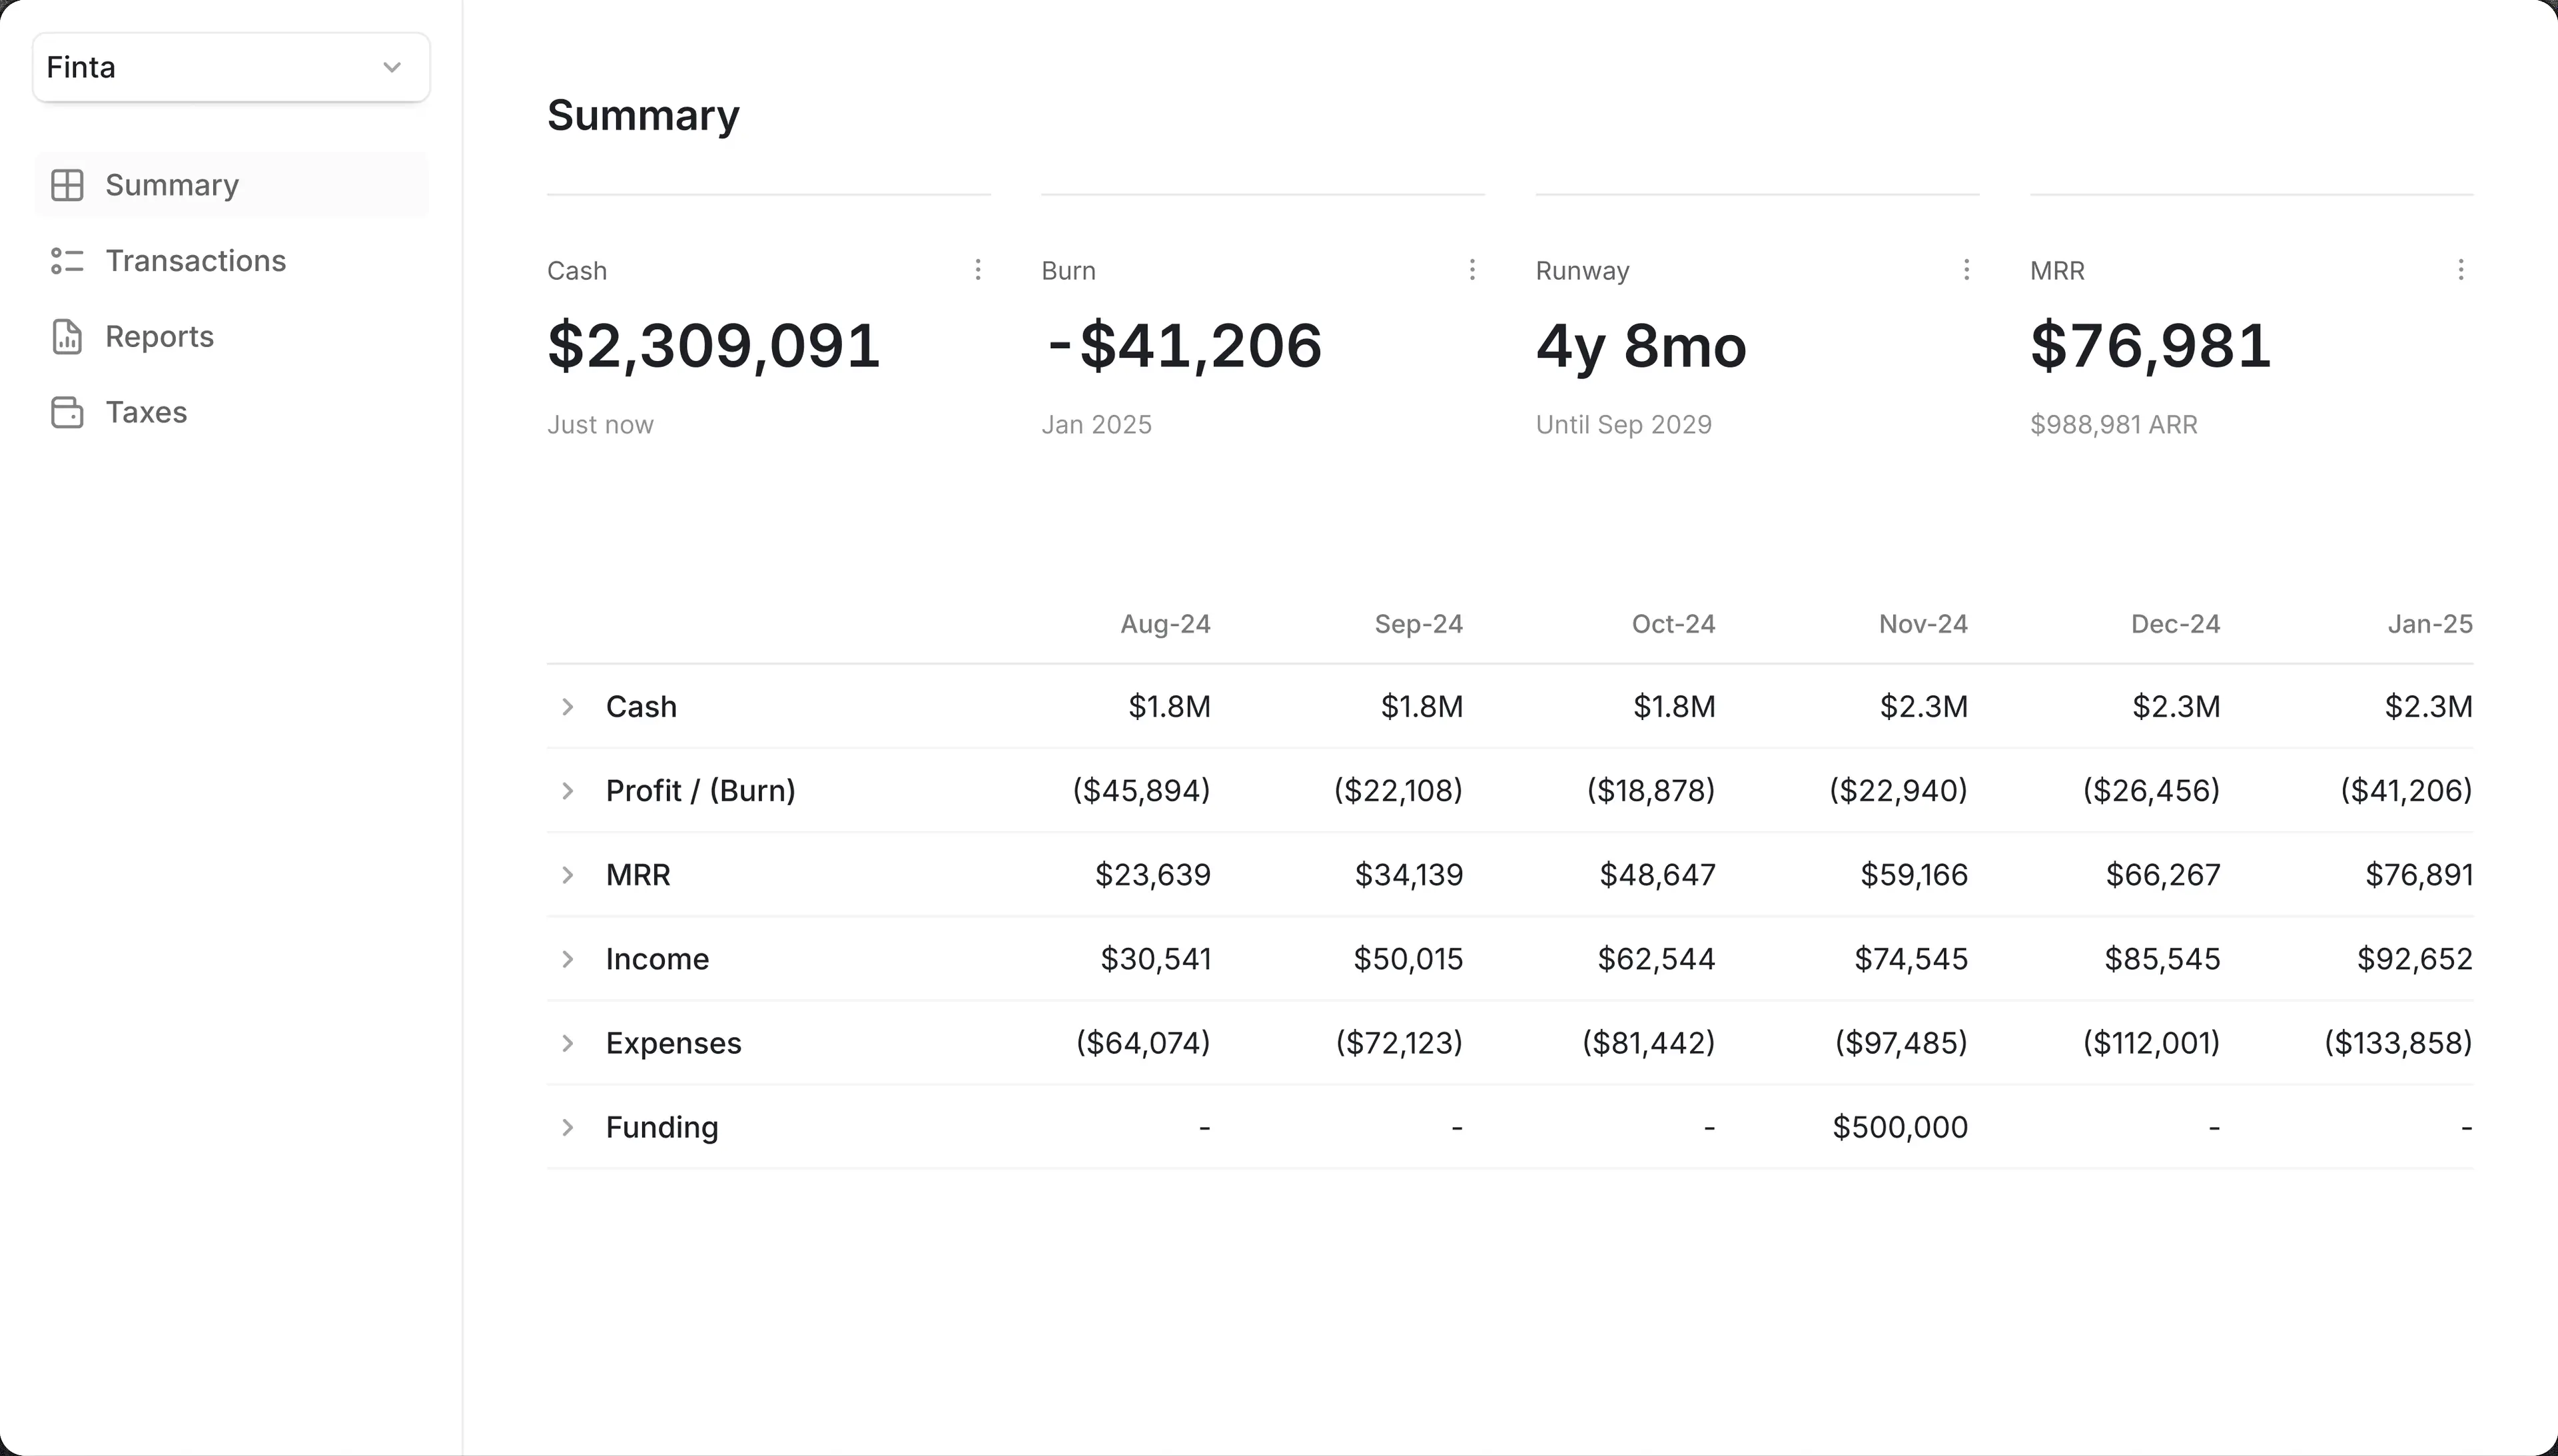 Finta
Summary
Transactions
Reports
Taxes
Summary
Cash Burn Runway MRR
$2,309,091 -$41,206 4y 8mo $76,981
Just now Jan 2025 Until Sep 2029 $988,981 ARR
Aug-24 Sep-24 Oct-24 Nov-24 Dec-24 Jan-25
Cash $1.8M $1.8M $1.8M $2.3M $2.3M $2.3M
Profit / (Burn) ($45,894) ($22,108) ($18,878) ($22,940) ($26,456) ($41,206)
MRR $23,639 $34,139 $48,647 $59,166 $66,267 $76,891
Income $30,541 $50,015 $62,544 $74,545 $85,545 $92,652
Expenses ($64,074) ($72,123) ($81,442) ($97,485) ($112,001) ($133,858)
Funding - - - $500,000 - -